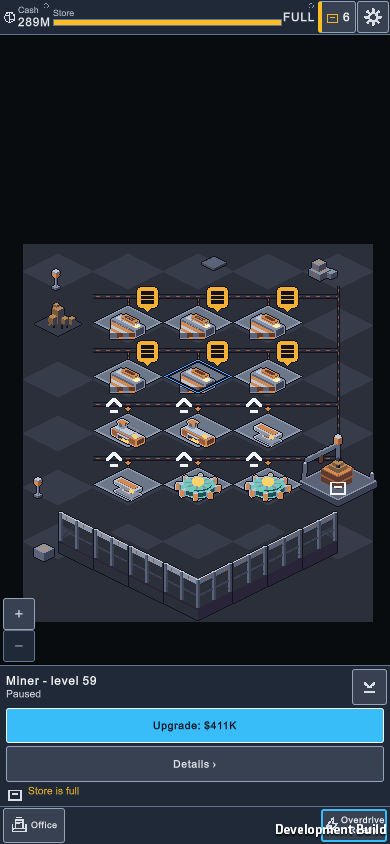 Cash
289M
Store
FULL
6
+
−
Miner - level 59
Paused
Upgrade: $411K
Details ›
Store is full
Office
Overdrive
Development Build